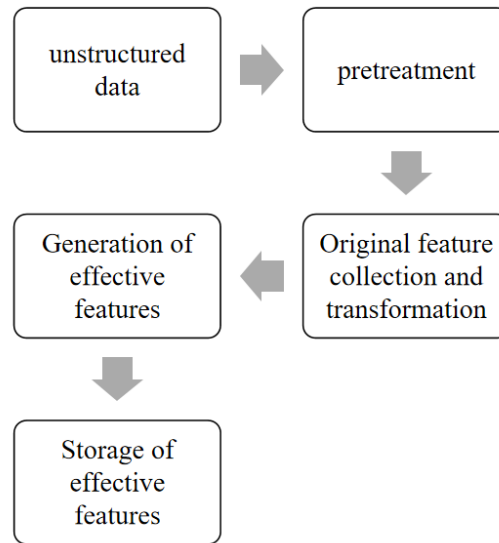 unstructured
data
pretreatment
Original feature
collection and
transformation
Generation of
effective
features
Storage of
effective
features